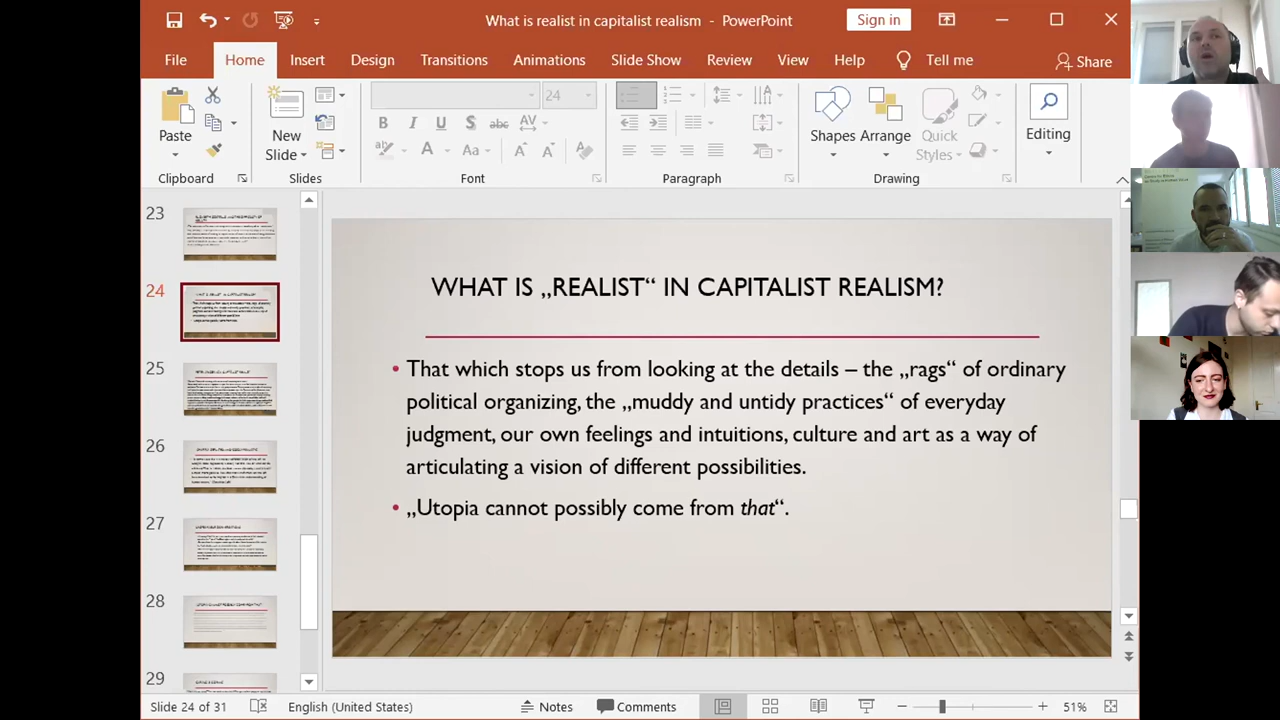 What is realist in capitalist realism - PowerPoint
Sign in
File Home Insert Design Transitions Animations Slide Show Review View Help Tell me Share
Paste
New
Slide
24
Shapes Arrange Quick
Styles
Editing
Clipboard Slides Font Paragraph Drawing
23
24
25
26
27
28
29
WHAT IS „REALIST“ IN CAPITALIST REALISM?
• That which stops us from looking at the details – the „rags“ of ordinary
political organizing, the „muddy and untidy practices“ of everyday
judgment, our own feelings and intuitions, culture and art as a way of
articulating a vision of different possibilities.
• „Utopia cannot possibly come from that“.
Slide 24 of 31 English (United States) Notes Comments 51%